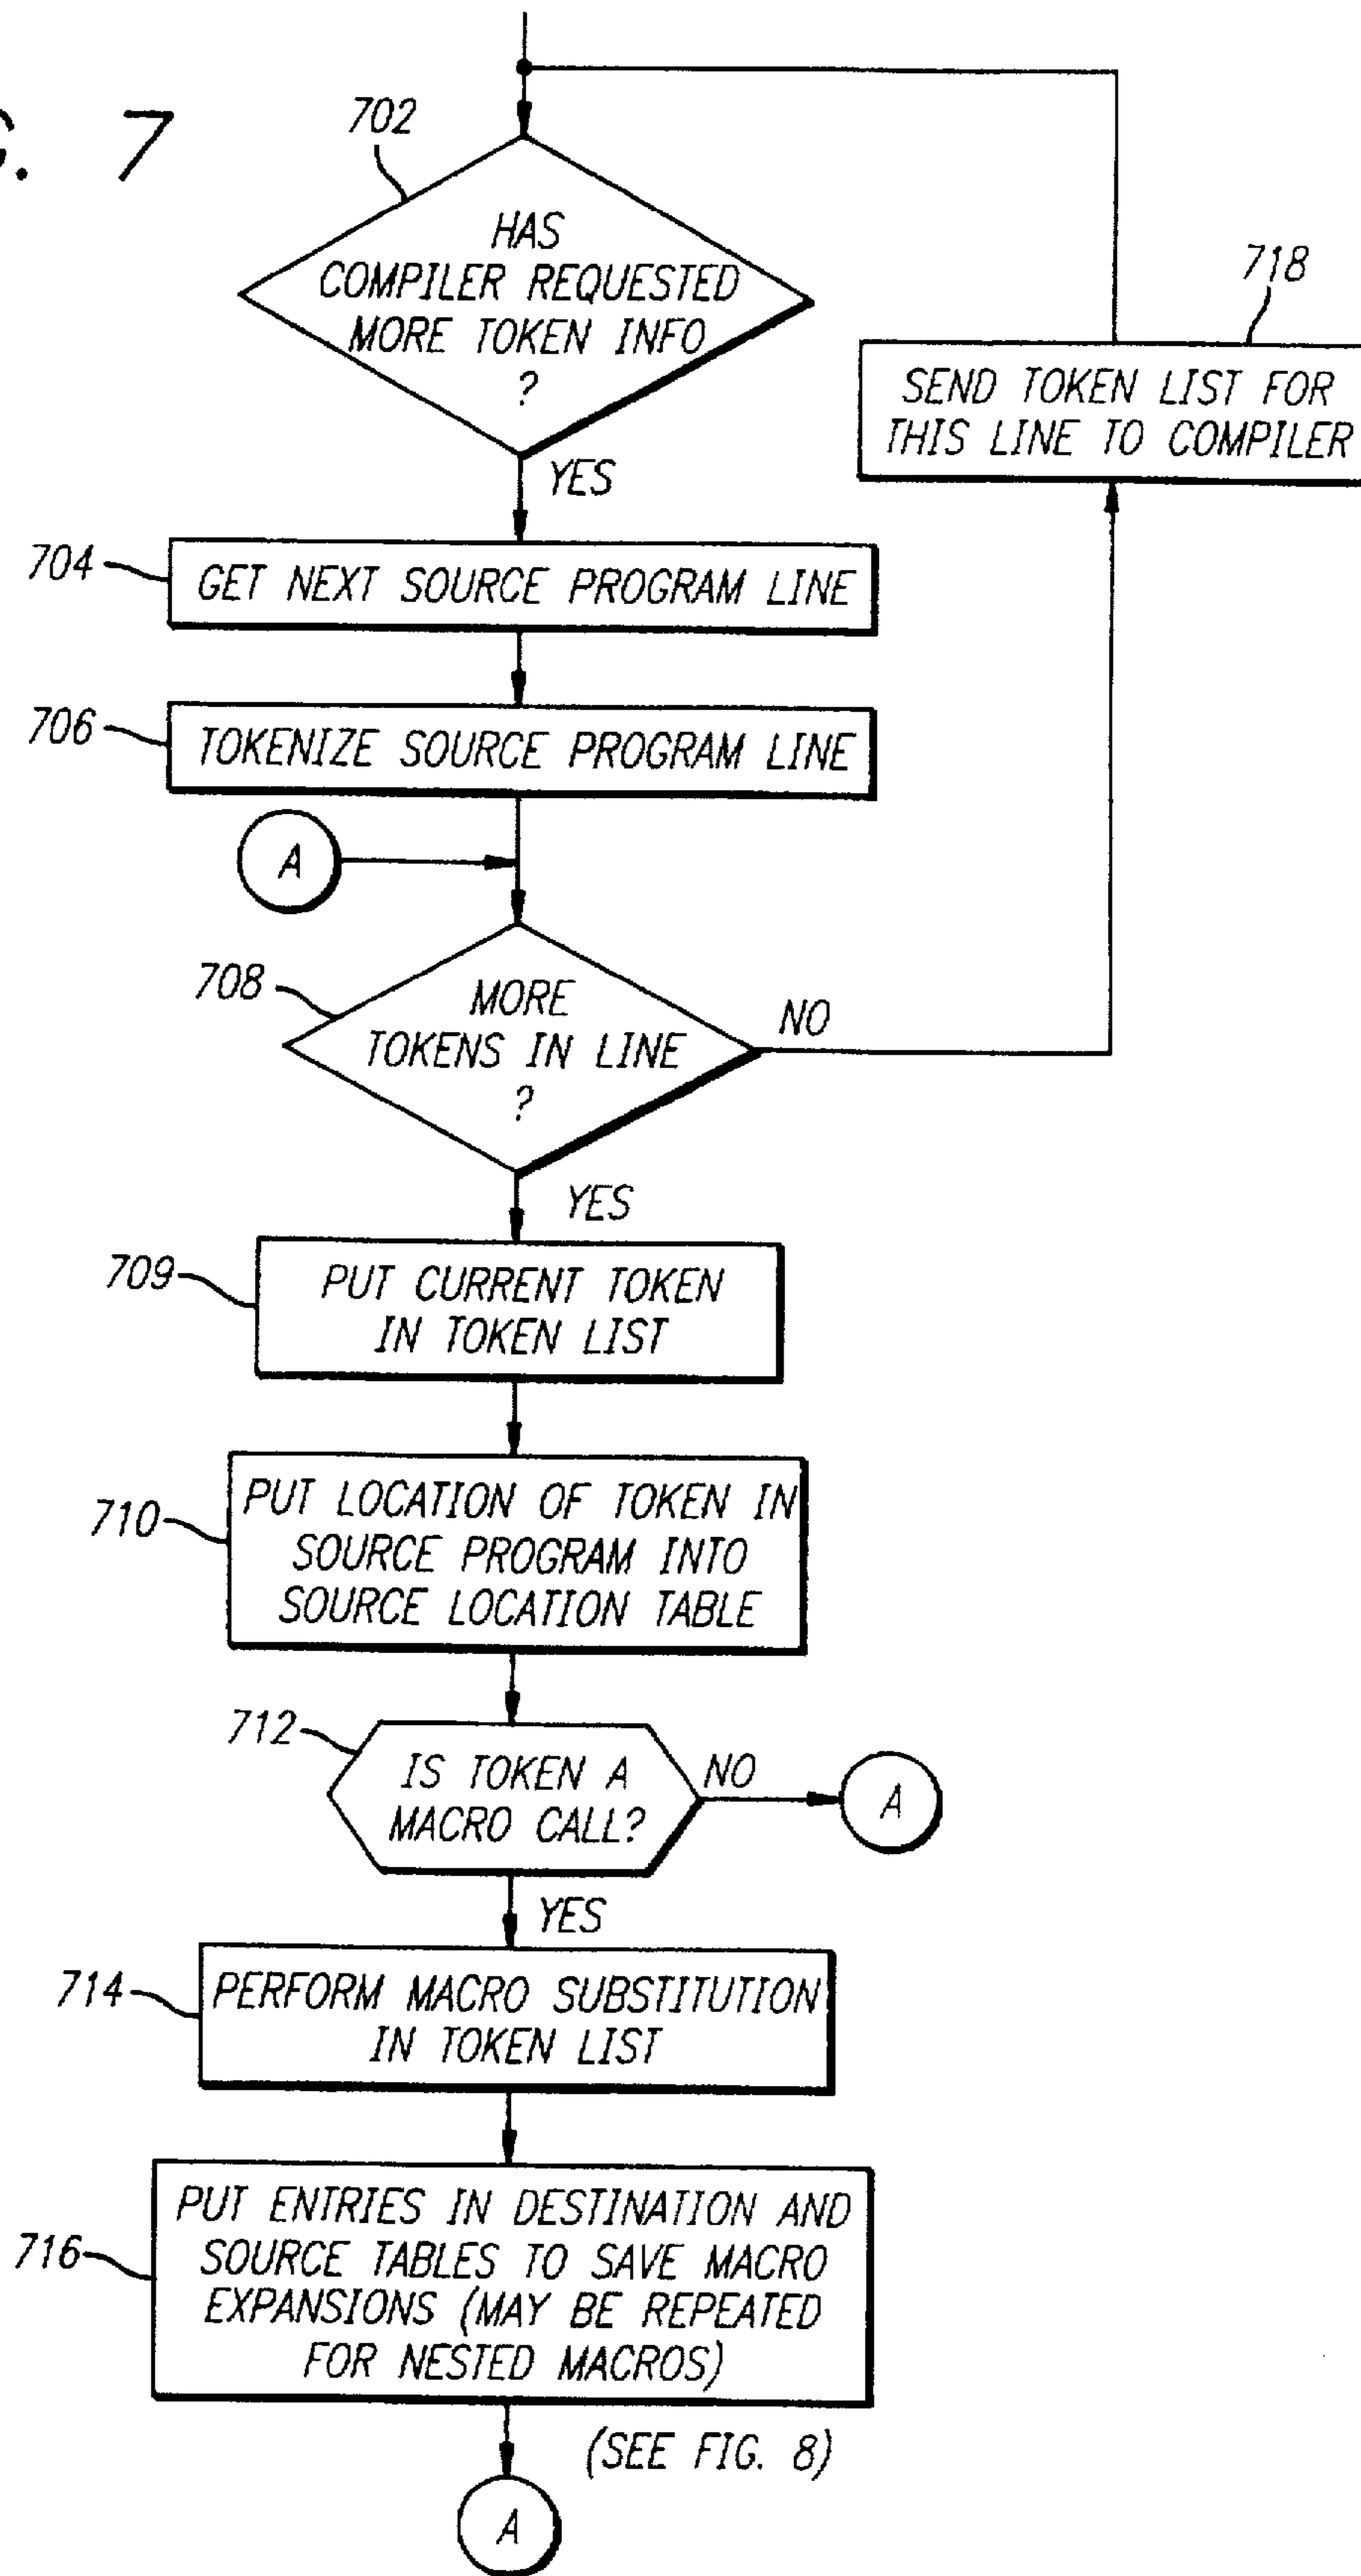 G. 7
702
HAS
COMPILER REQUESTED
MORE TOKEN INFO
?
YES
718
SEND TOKEN LIST FOR
THIS LINE TO COMPILER
704
GET NEXT SOURCE PROGRAM LINE
706
TOKENIZE SOURCE PROGRAM LINE
A
708
MORE
TOKENS IN LINE
?
NO
YES
709
PUT CURRENT TOKEN
IN TOKEN LIST
710
PUT LOCATION OF TOKEN IN
SOURCE PROGRAM INTO
SOURCE LOCATION TABLE
712
IS TOKEN A
MACRO CALL?
NO
A
YES
714
PERFORM MACRO SUBSTITUTION
IN TOKEN LIST
716
PUT ENTRIES IN DESTINATION AND
SOURCE TABLES TO SAVE MACRO
EXPANSIONS (MAY BE REPEATED
FOR NESTED MACROS)
(SEE FIG. 8)
A